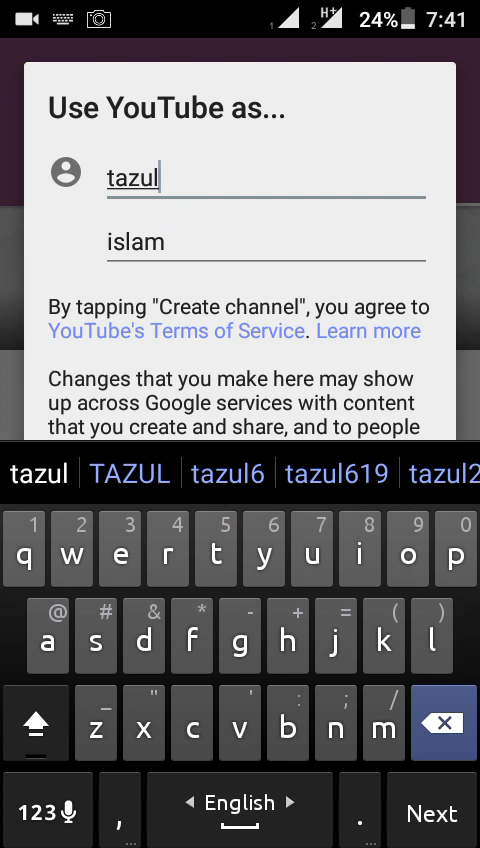 1 2 H+ 24% 7:41
Use YouTube as...
tazul
islam
By tapping "Create channel", you agree to
YouTube's Terms of Service. Learn more
Changes that you make here may show
up across Google services with content
that you create and share, and to people
tazul TAZUL tazul6 tazul619 tazul2
1 2 3 4 5 6 7 8 9 0
q w e r t y u i o p
@ # & * - + = ( )
a s d f g h j k l
_ " ' : ; /
z x c v b n m
123 , English . Next